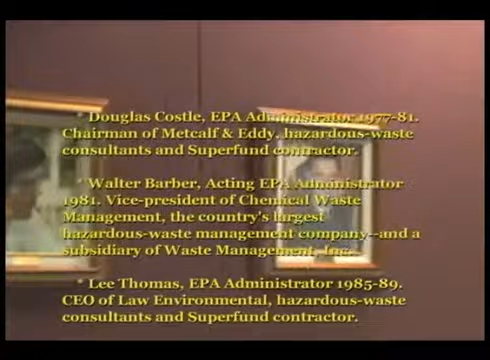 * Douglas Costle, EPA Administrator 1977-81.
Chairman of Metcalf & Eddy, hazardous-waste
consultants and Superfund contractor.
* Walter Barber, Acting EPA Administrator
1981. Vice-president of Chemical Waste
Management, the country's largest
hazardous-waste management company--and a
subsidiary of Waste Management, Inc.
* Lee Thomas, EPA Administrator 1985-89.
CEO of Law Environmental, hazardous-waste
consultants and Superfund contractor.